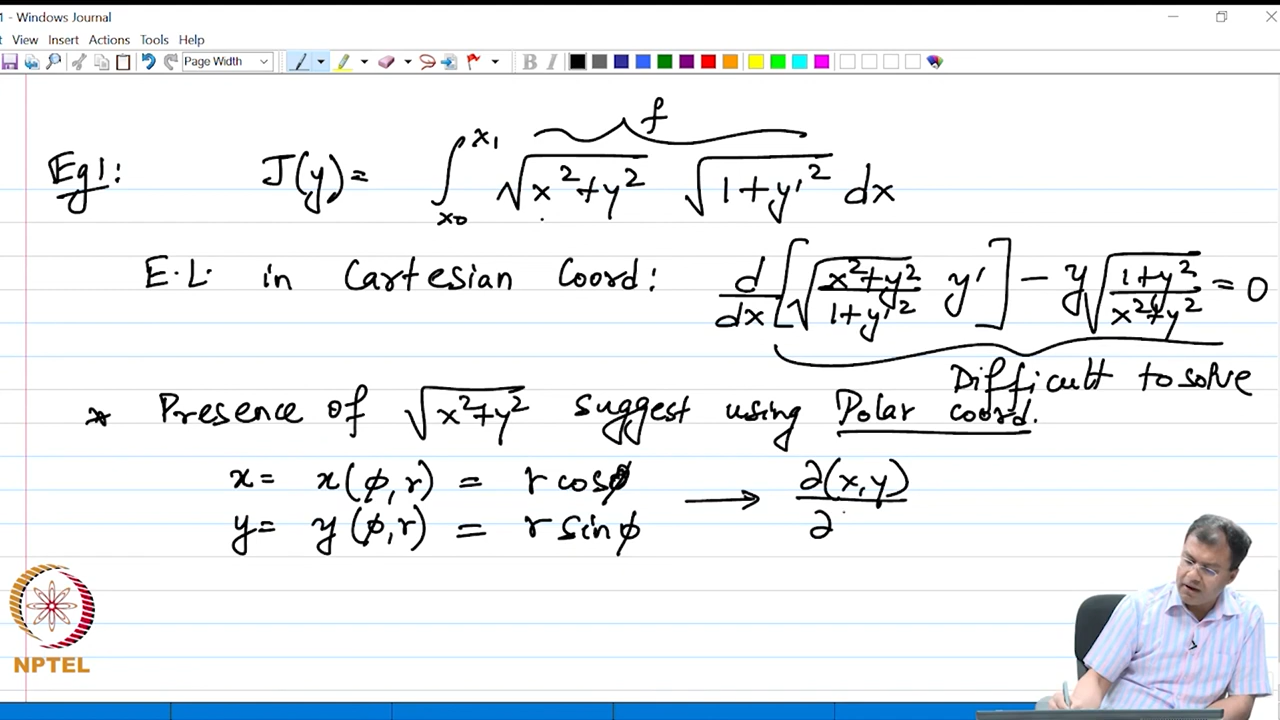 1 - Windows Journal
View Insert Actions Tools Help
Page Width
B I
Eg1: J(y) = ∫_{x0}^{x1} √(x²+y²) √(1+y'²) dx
f
E.L. in Cartesian Coord: d/dx [√((x²+y²)/(1+y'²)) y'] − y√((1+y'²)/(x²+y²)) = 0
Difficult to solve
* Presence of √(x²+y²) suggest using Polar coord.
x = x(φ,r) = r cosφ → ∂(x,y)
y = y(φ,r) = r sinφ ∂
NPTEL